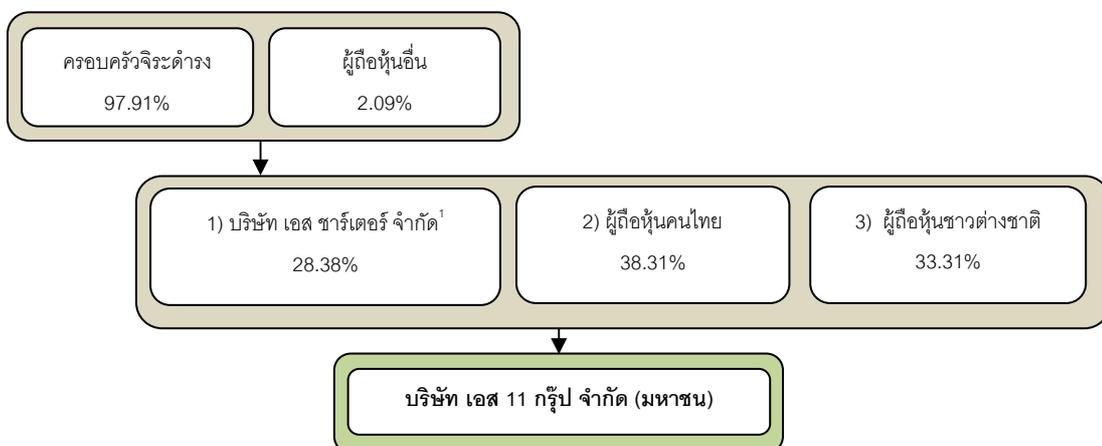 ครอบครัวจิระดำรง
97.91%
ผู้ถือหุ้นอื่น
2.09%
1) บริษัท เอส ชาร์เตอร์ จำกัด¹
28.38%
2) ผู้ถือหุ้นคนไทย
38.31%
3) ผู้ถือหุ้นชาวต่างชาติ
33.31%
บริษัท เอส 11 กรุ๊ป จำกัด (มหาชน)